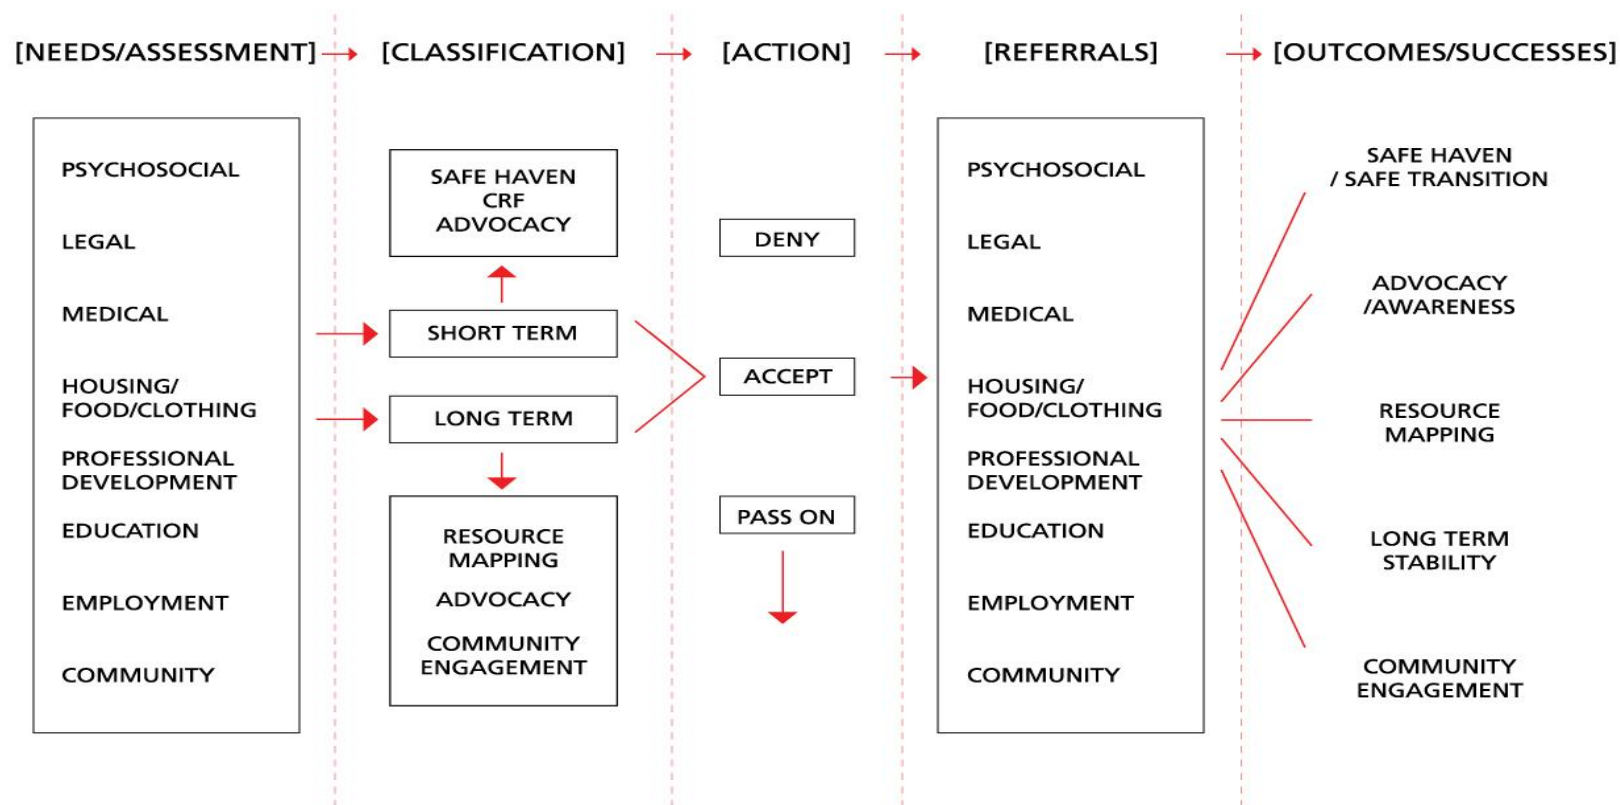 [NEEDS/ASSESSMENT]
[CLASSIFICATION]
[ACTION]
[REFERRALS]
[OUTCOMES/SUCCESSES]
PSYCHOSOCIAL
LEGAL
MEDICAL
HOUSING/
FOOD/CLOTHING
PROFESSIONAL
DEVELOPMENT
EDUCATION
EMPLOYMENT
COMMUNITY
SAFE HAVEN
CRF
ADVOCACY
SHORT TERM
LONG TERM
RESOURCE
MAPPING
ADVOCACY
COMMUNITY
ENGAGEMENT
DENY
ACCEPT
PASS ON
PSYCHOSOCIAL
LEGAL
MEDICAL
HOUSING/
FOOD/CLOTHING
PROFESSIONAL
DEVELOPMENT
EDUCATION
EMPLOYMENT
COMMUNITY
SAFE HAVEN
/ SAFE TRANSITION
ADVOCACY
/AWARENESS
RESOURCE
MAPPING
LONG TERM
STABILITY
COMMUNITY
ENGAGEMENT